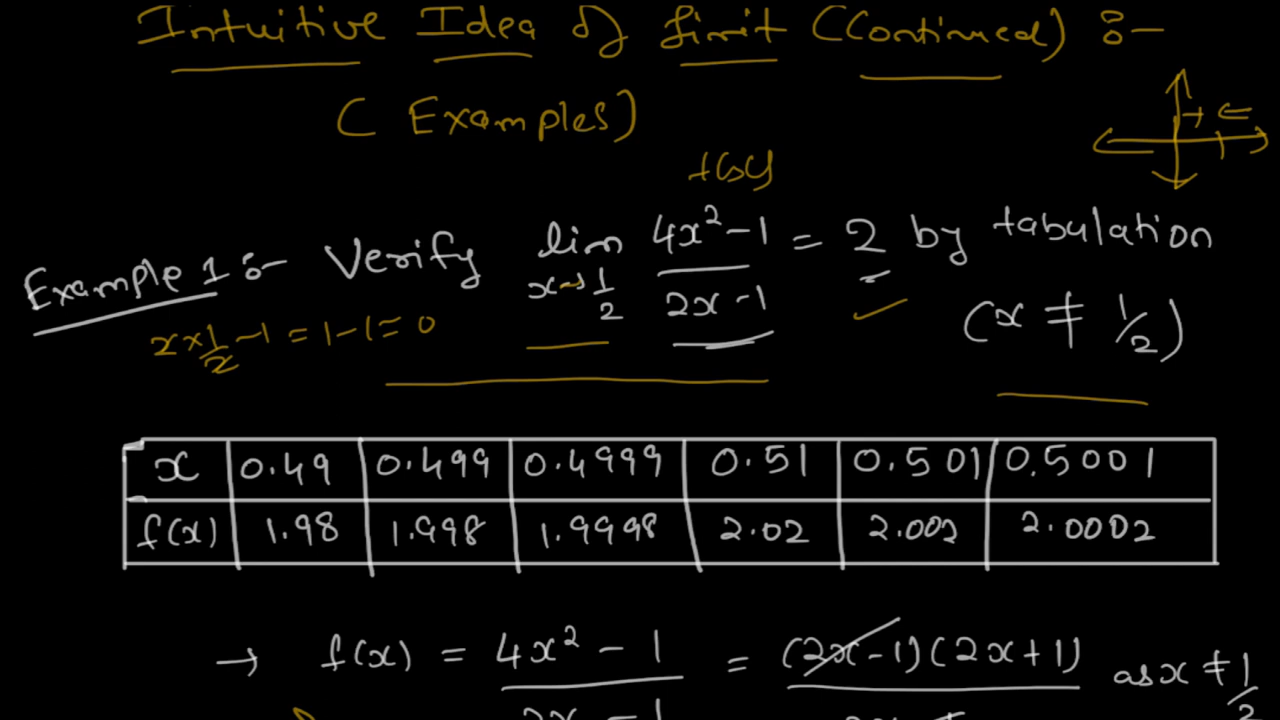 Intuitive Idea of limit (Continued) :-
(Examples)
f(x)
Example 1 :- Verify lim x→1/2 4x²-1 / 2x-1 = 2 by tabulation
(x ≠ 1/2)
2×1/2-1 = 1-1 = 0
x 0.49 0.499 0.4999 0.51 0.501 0.5001
f(x) 1.98 1.998 1.9998 2.02 2.002 2.0002
→ f(x) = 4x²-1 / 2x-1 = (2x-1)(2x+1) as x ≠ 1/2